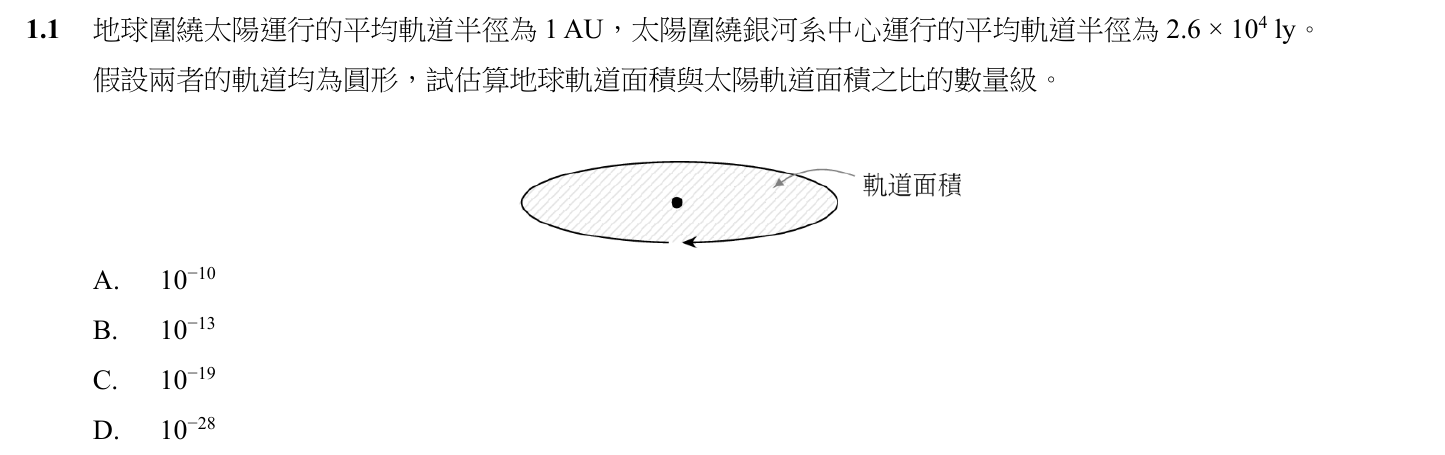 1.1 地球圍繞太陽運行的平均軌道半徑為 1 AU,太陽圍繞銀河系中心運行的平均軌道半徑為 2.6 × 10⁴ ly。
假設兩者的軌道均為圓形,試估算地球軌道面積與太陽軌道面積之比的數量級。
軌道面積
A. 10⁻¹⁰
B. 10⁻¹³
C. 10⁻¹⁹
D. 10⁻²⁸